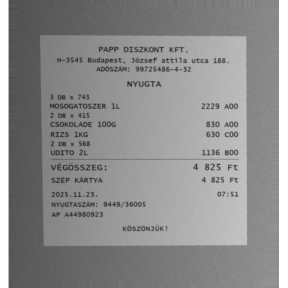 PAPP DISZKONT KFT.
H-3545 Budapest, József attila utca 188.
ADÓSZÁM: 99725486-4-32
NYUGTA
3 DB x 743
MOSOGATOSZER 1L 2229 A00
2 DB x 415
CSOKOLADE 100G 830 A00
RIZS 1KG 630 C00
2 DB x 568
UDITO 2L 1136 B00
VÉGÖSSZEG: 4 825 Ft
SZÉP KÁRTYA 4 825 Ft
2025.11.23. 07:51
NYUGTASZÁM: 9449/36005
AP A44980923
KÖSZÖNJÜK!